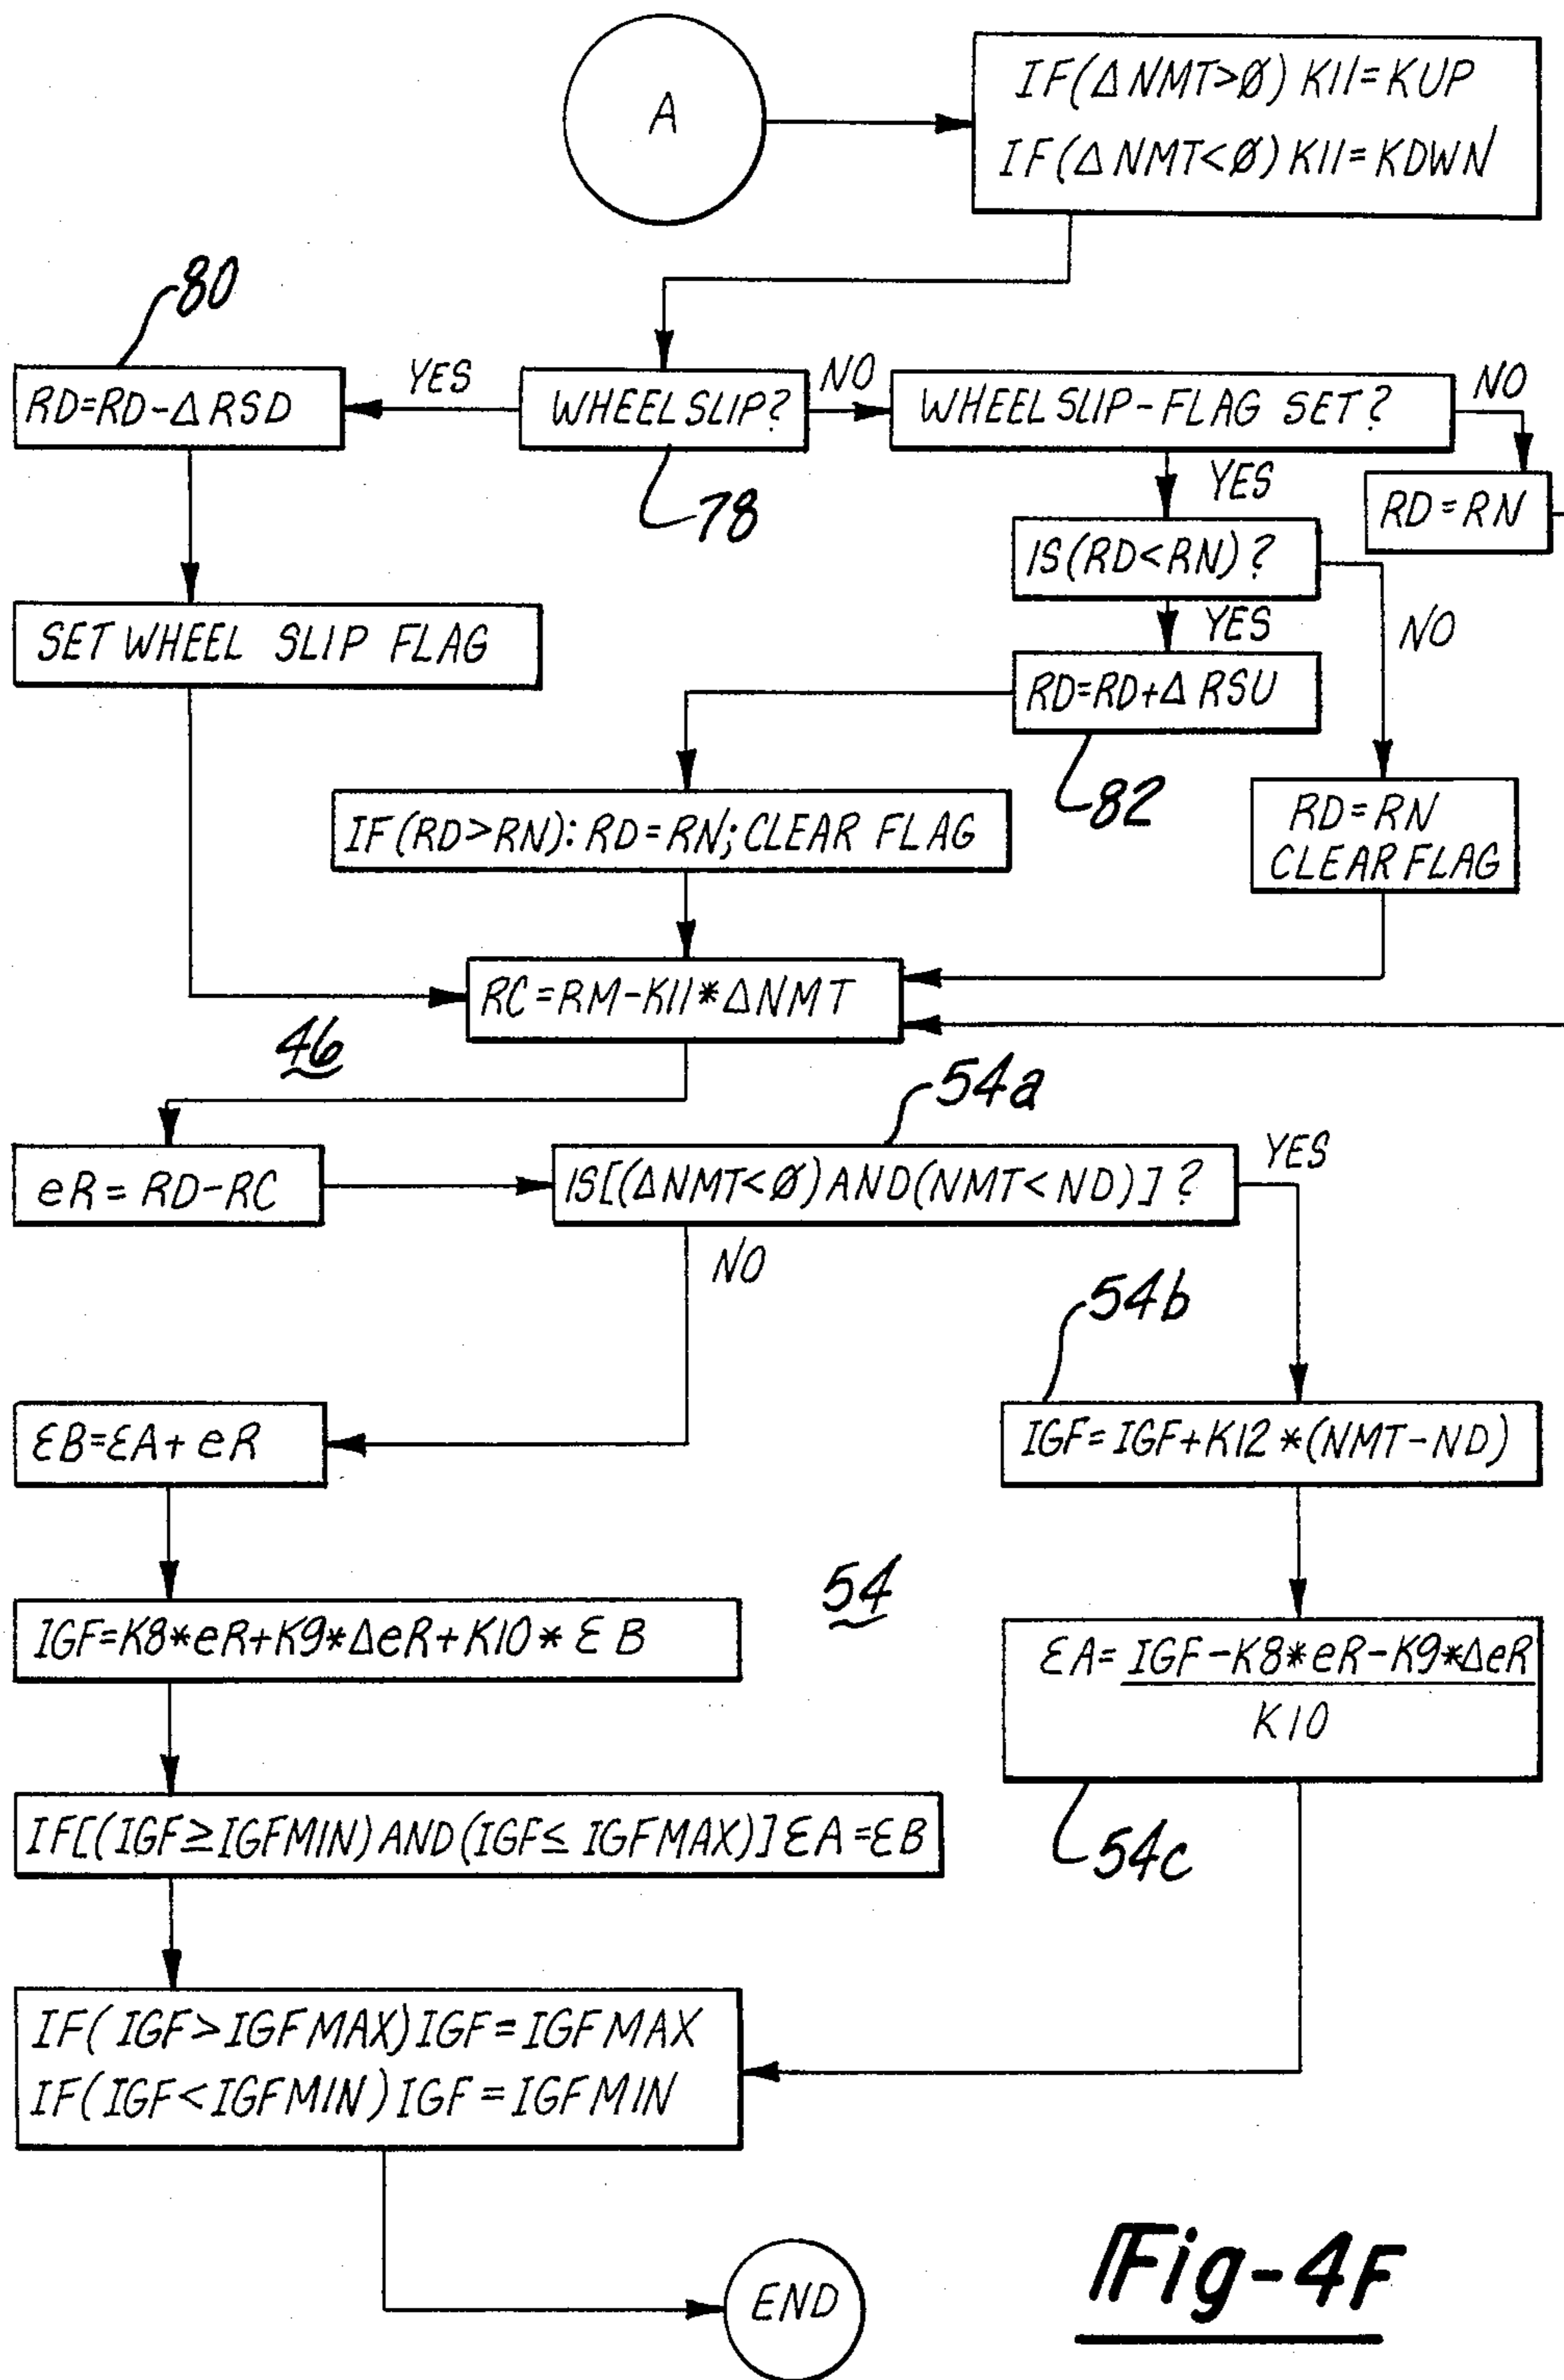 A
IF(ΔNMT>Ø) K11=KUP
IF(ΔNMT<Ø) K11=KDWN
80
RD=RD-ΔRSD
YES
WHEELSLIP?
NO
WHEELSLIP-FLAG SET?
NO
78
YES
RD=RN
IS(RD<RN)?
SET WHEEL SLIP FLAG
YES
NO
RD=RD+ΔRSU
82
IF(RD>RN):RD=RN;CLEAR FLAG
RD=RN
CLEAR FLAG
RC=RM-K11*ΔNMT
46
54a
eR=RD-RC
IS[(ΔNMT<Ø)AND(NMT<ND)]?
YES
NO
54b
εB=εA+eR
IGF=IGF+K12*(NMT-ND)
54
IGF=K8*eR+K9*ΔeR+K10*εB
εA=IGF-K8*eR-K9*ΔeR
K10
IF[(IGF≥IGFMIN)AND(IGF≤IGFMAX)]εA=εB
54c
IF(IGF>IGFMAX)IGF=IGFMAX
IF(IGF<IGFMIN)IGF=IGFMIN
END
Fig-4F